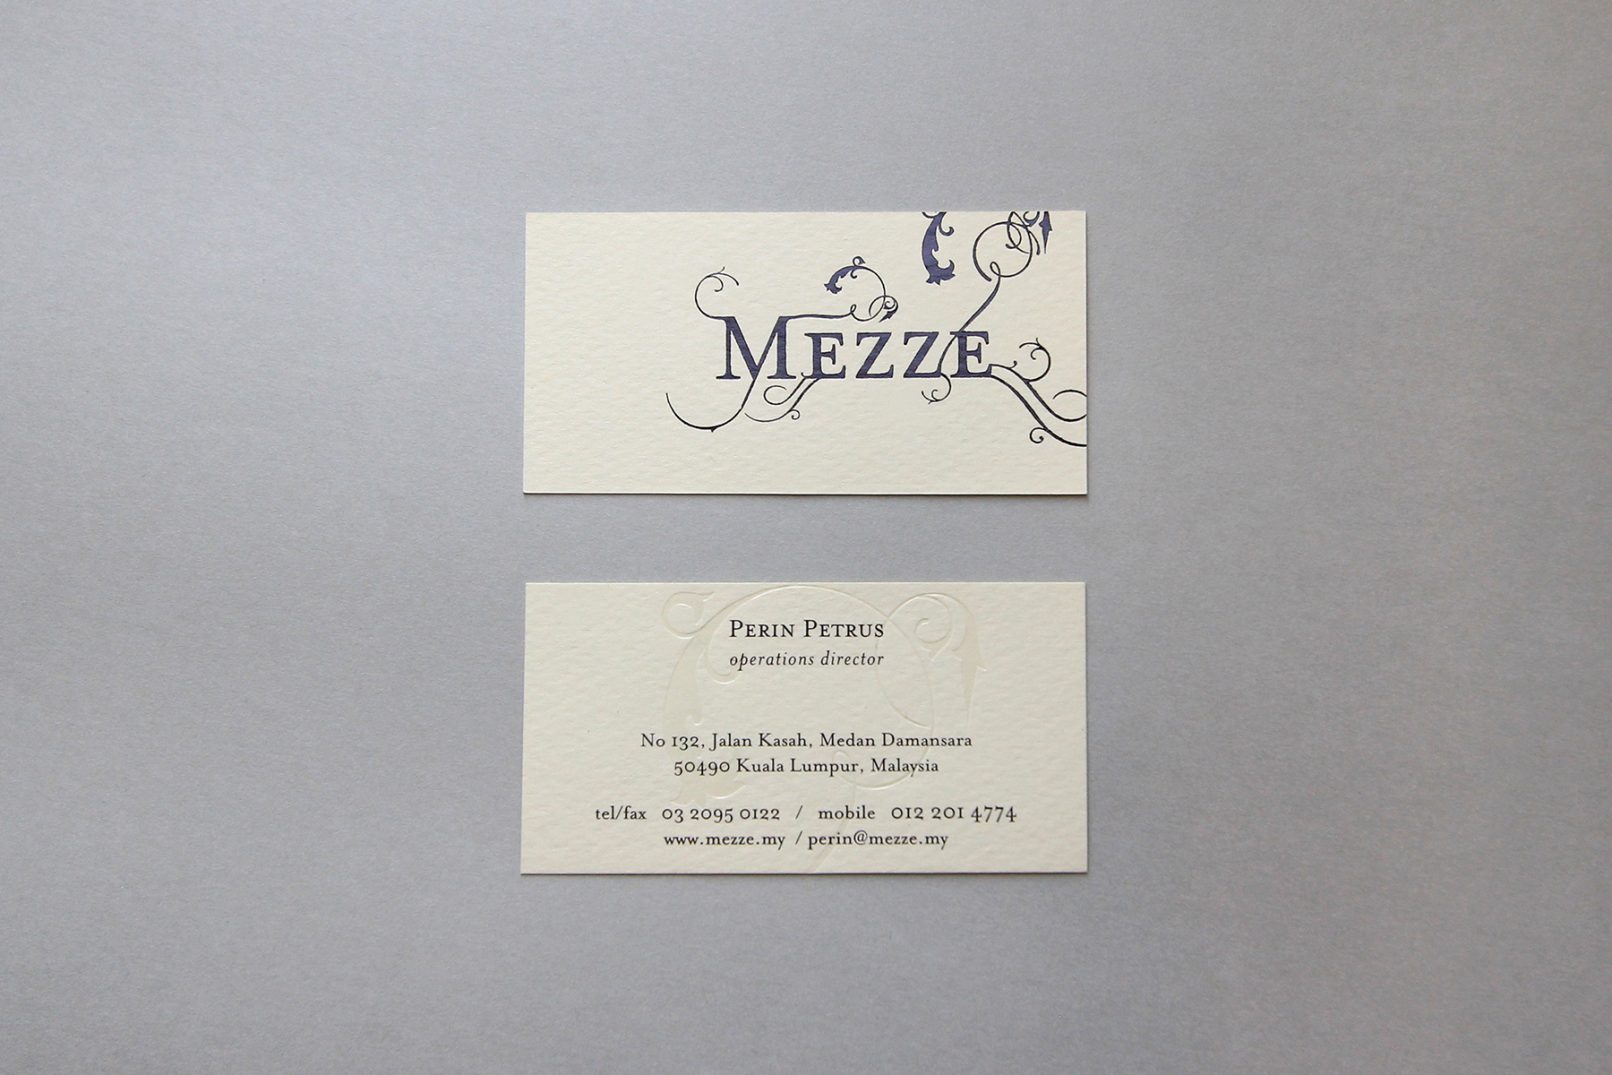 MEZZE
PERIN PETRUS
operations director
No 132, Jalan Kasah, Medan Damansara
50490 Kuala Lumpur, Malaysia
tel/fax 03 2095 0122 / mobile 012 201 4774
www.mezze.my / perin@mezze.my